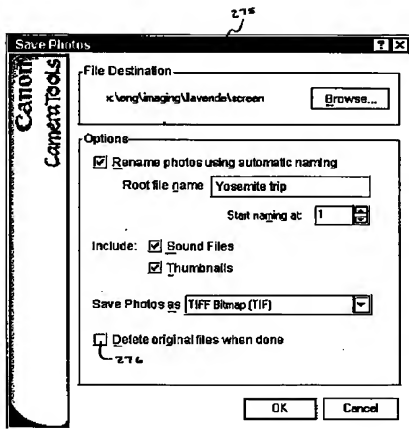 275
Save Photos
Canon
CameraTools
File Destination
x:\eng\imaging\lavende\screen
Browse...
Options
Rename photos using automatic naming
Root file name Yosemite trip
Start naming at: 1
Include: Sound Files
Thumbnails
Save Photos as TIFF Bitmap (TIF)
Delete original files when done
276
OK Cancel